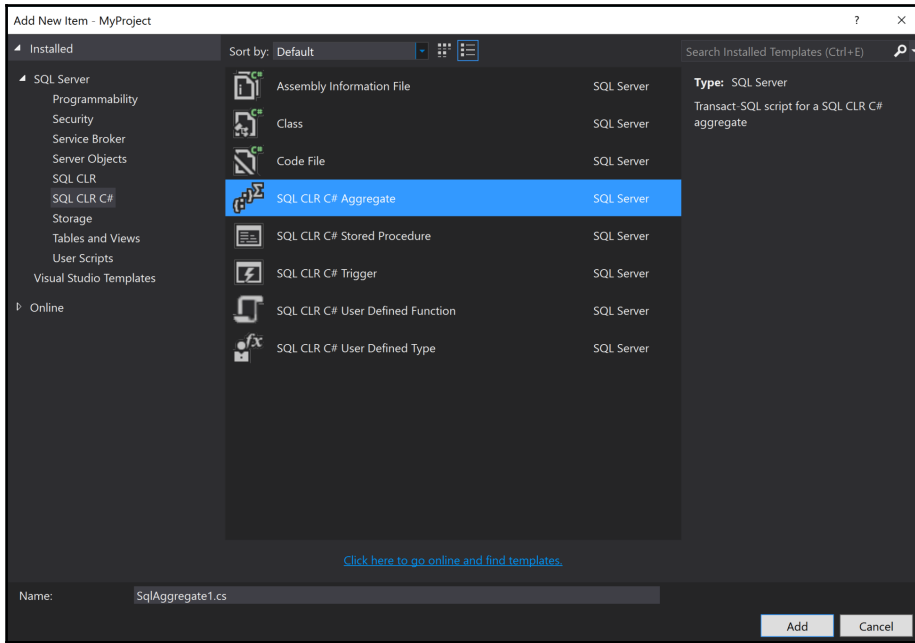 Add New Item - MyProject
? ×
Installed
Sort by: Default
Search Installed Templates (Ctrl+E)
SQL Server
Programmability
Security
Service Broker
Server Objects
SQL CLR
SQL CLR C#
Storage
Tables and Views
User Scripts
Visual Studio Templates
Online
Assembly Information File SQL Server
Class SQL Server
Code File SQL Server
SQL CLR C# Aggregate SQL Server
SQL CLR C# Stored Procedure SQL Server
SQL CLR C# Trigger SQL Server
SQL CLR C# User Defined Function SQL Server
SQL CLR C# User Defined Type SQL Server
Type: SQL Server
Transact-SQL script for a SQL CLR C#
aggregate
Click here to go online and find templates.
Name: SqlAggregate1.cs
Add Cancel